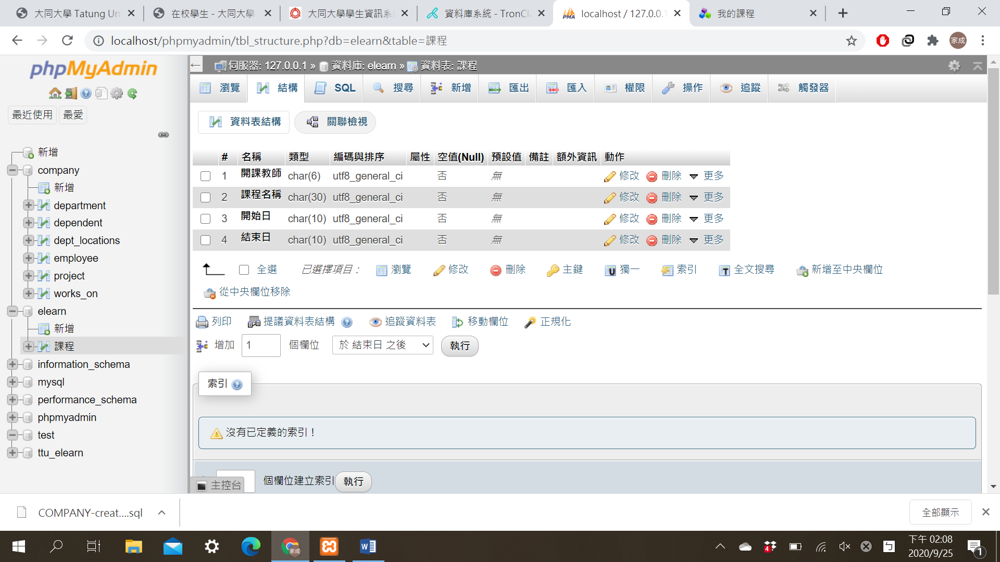 大同大學 Tatung Un
在校學生 - 大同大學
大同大學學生資訊系
資料庫系統 - TronCl
localhost / 127.0.0.1
我的課程
localhost/phpmyadmin/tbl_structure.php?db=elearn&table=課程
家成
phpMyAdmin
最近使用 最愛
新增
company
新增
department
dependent
dept_locations
employee
project
works_on
elearn
新增
課程
information_schema
mysql
performance_schema
phpmyadmin
test
ttu_elearn
伺服器: 127.0.0.1 » 資料庫: elearn » 資料表: 課程
瀏覽 結構 SQL 搜尋 新增 匯出 匯入 權限 操作 追蹤 觸發器
資料表結構 關聯檢視
# 名稱 類型 編碼與排序 屬性 空值(Null) 預設值 備註 額外資訊 動作
1 開課教師 char(6) utf8_general_ci 否 無 修改 刪除 更多
2 課程名稱 char(30) utf8_general_ci 否 無 修改 刪除 更多
3 開始日 char(10) utf8_general_ci 否 無 修改 刪除 更多
4 結束日 char(10) utf8_general_ci 否 無 修改 刪除 更多
全選 已選擇項目： 瀏覽 修改 刪除 主鍵 獨一 索引 全文搜尋 新增至中央欄位
從中央欄位移除
列印 提議資料表結構 追蹤資料表 移動欄位 正規化
增加 1 個欄位 於 結束日 之後 執行
索引
沒有已定義的索引！
個欄位建立索引 執行
主控台
COMPANY-creat....sql
全部顯示
下午 02:08
2020/9/25